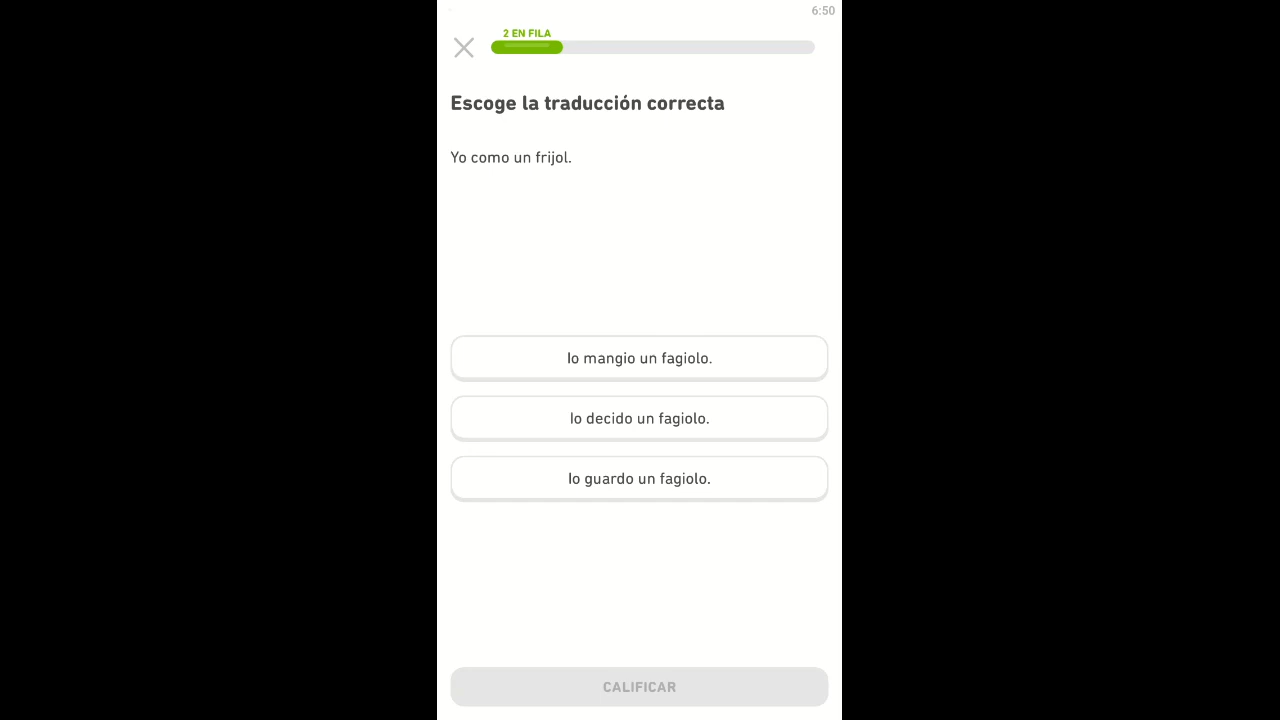 6:50
2 EN FILA
Escoge la traducción correcta
Yo como un frijol.
Io mangio un fagiolo.
Io decido un fagiolo.
Io guardo un fagiolo.
CALIFICAR